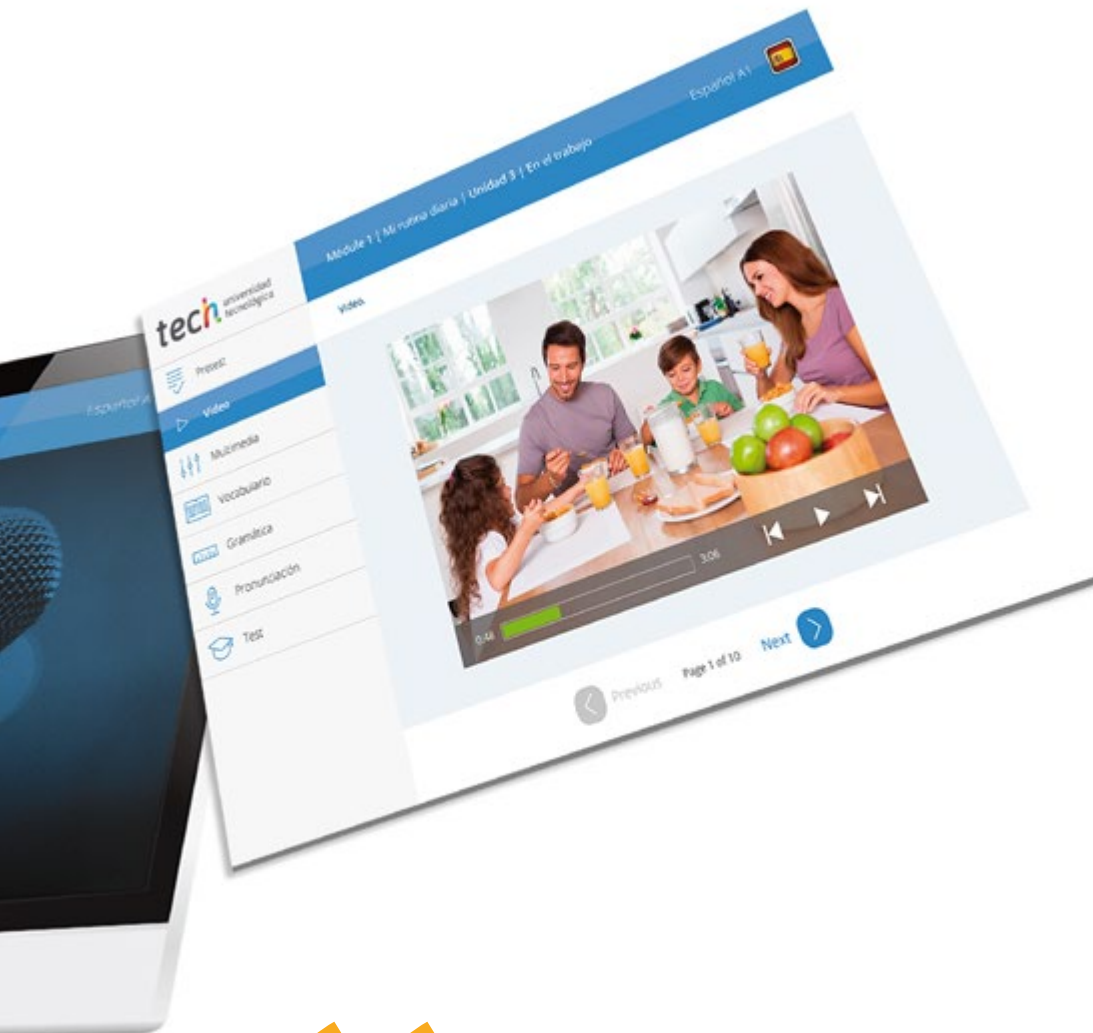 Español A1
Module 1 | Mi rutina diaria | Unidad 3 | En el trabajo
tech universidad
tecnológica
Video
Pretest
Video
Multimedia
Vocabulario
Gramática
Pronunciación
Test
0:46
3:06
Previous
Page 1 of 10
Next
Español A